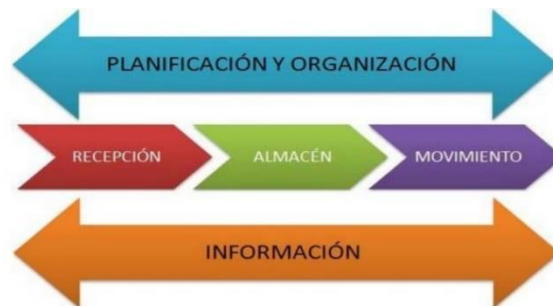 PLANIFICACIÓN Y ORGANIZACIÓN
RECEPCIÓN
ALMACÉN
MOVIMIENTO
INFORMACIÓN